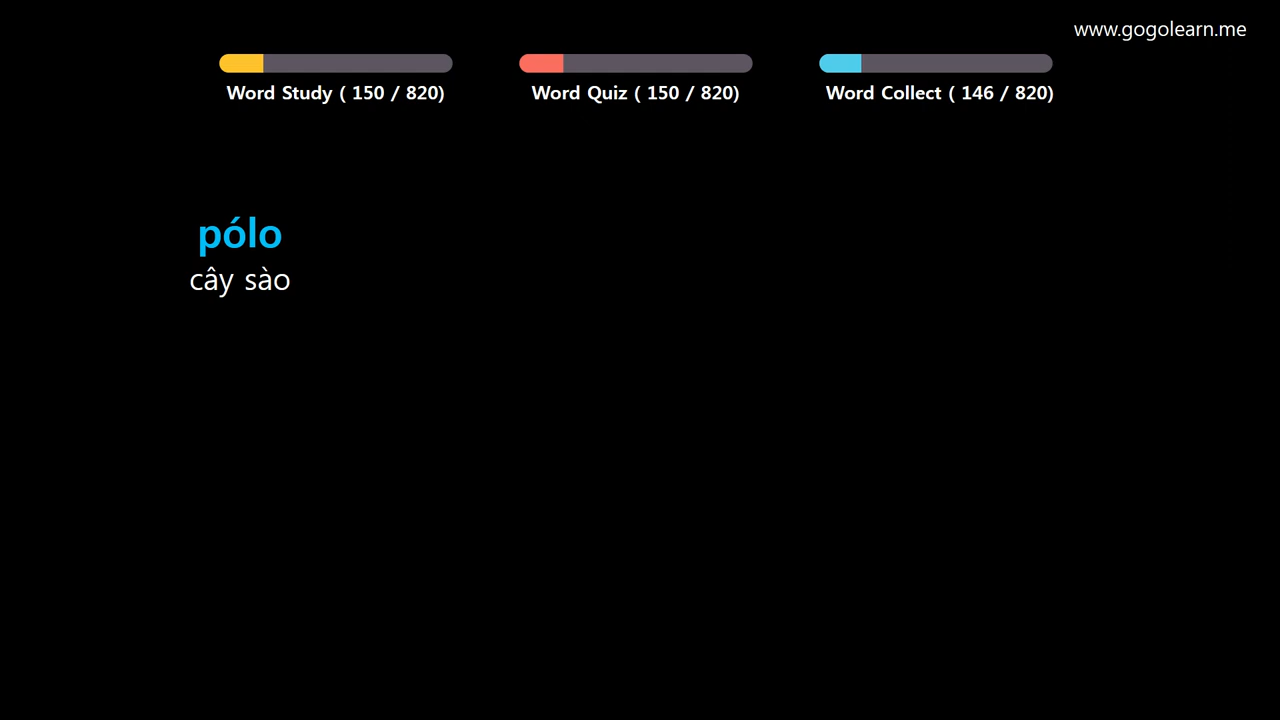 www.gogolearn.me
Word Study ( 150 / 820)
Word Quiz ( 150 / 820)
Word Collect ( 146 / 820)
pólo
cây sào